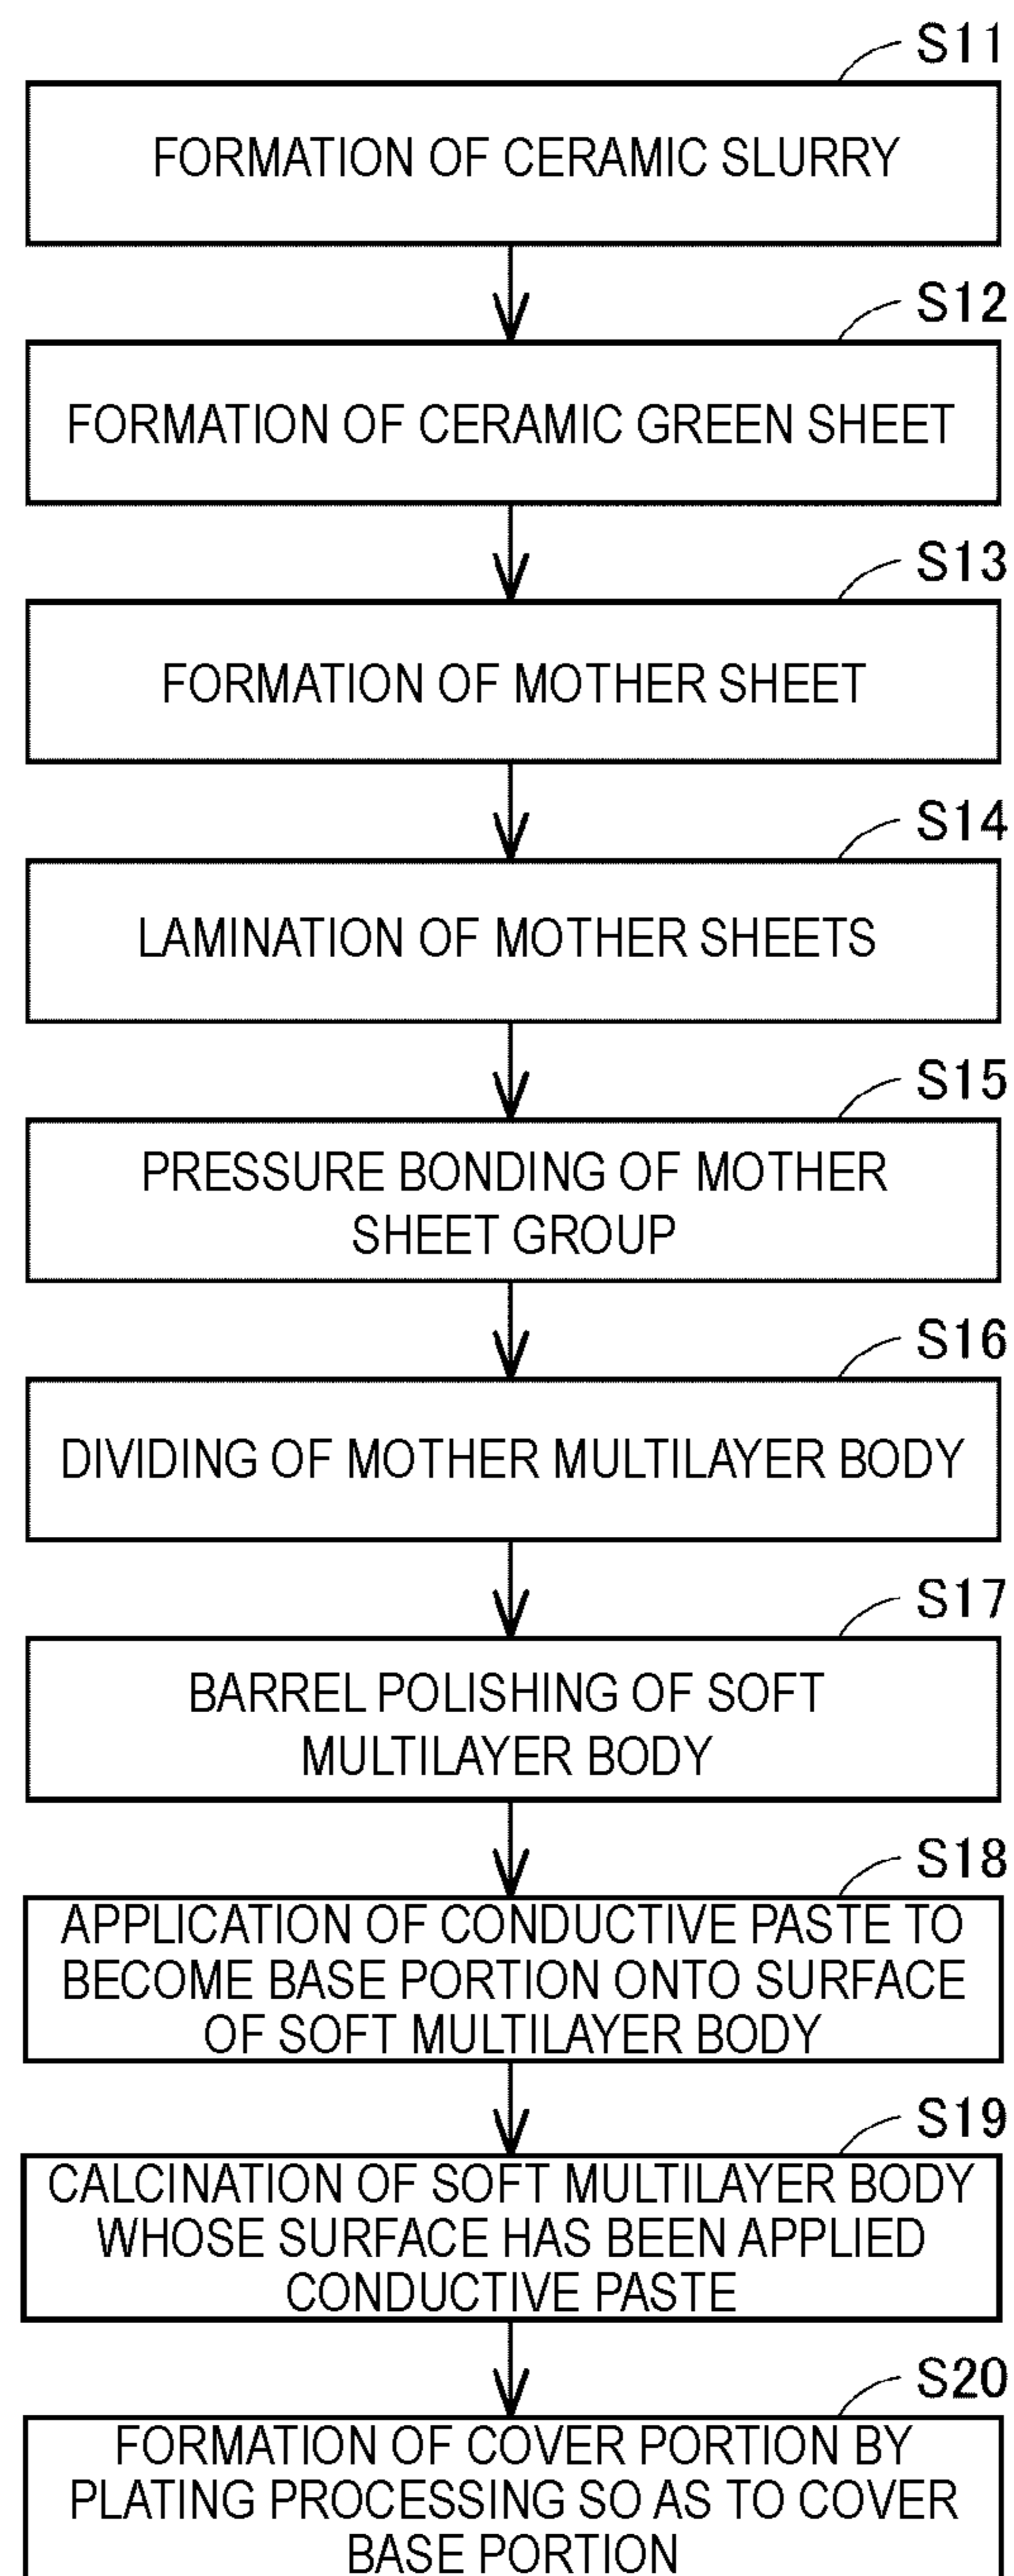 S11
FORMATION OF CERAMIC SLURRY
S12
FORMATION OF CERAMIC GREEN SHEET
S13
FORMATION OF MOTHER SHEET
S14
LAMINATION OF MOTHER SHEETS
S15
PRESSURE BONDING OF MOTHER
SHEET GROUP
S16
DIVIDING OF MOTHER MULTILAYER BODY
S17
BARREL POLISHING OF SOFT
MULTILAYER BODY
S18
APPLICATION OF CONDUCTIVE PASTE TO
BECOME BASE PORTION ONTO SURFACE
OF SOFT MULTILAYER BODY
S19
CALCINATION OF SOFT MULTILAYER BODY
WHOSE SURFACE HAS BEEN APPLIED
CONDUCTIVE PASTE
S20
FORMATION OF COVER PORTION BY
PLATING PROCESSING SO AS TO COVER
BASE PORTION